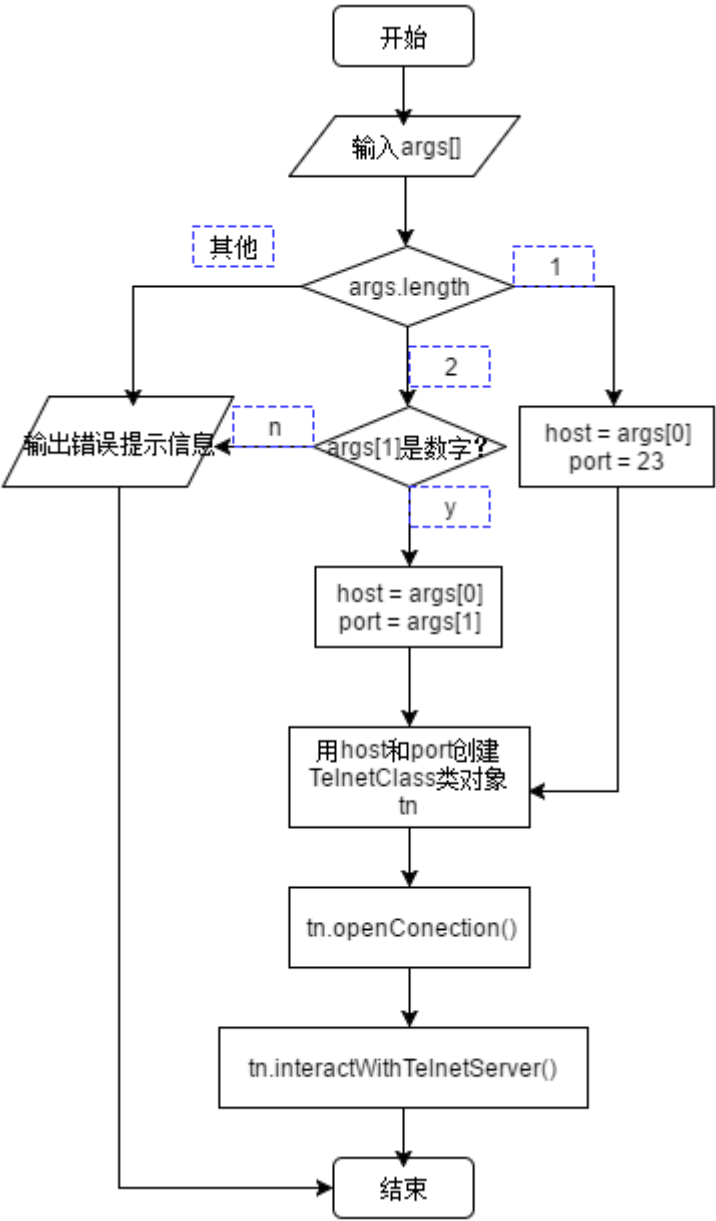 开始
输入args[]
其他
1
args.length
2
n
输出错误提示信息
args[1]是数字？
host = args[0]
port = 23
y
host = args[0]
port = args[1]
用host和port创建
TelnetClass类对象
tn
tn.openConection()
tn.interactWithTelnetServer()
结束